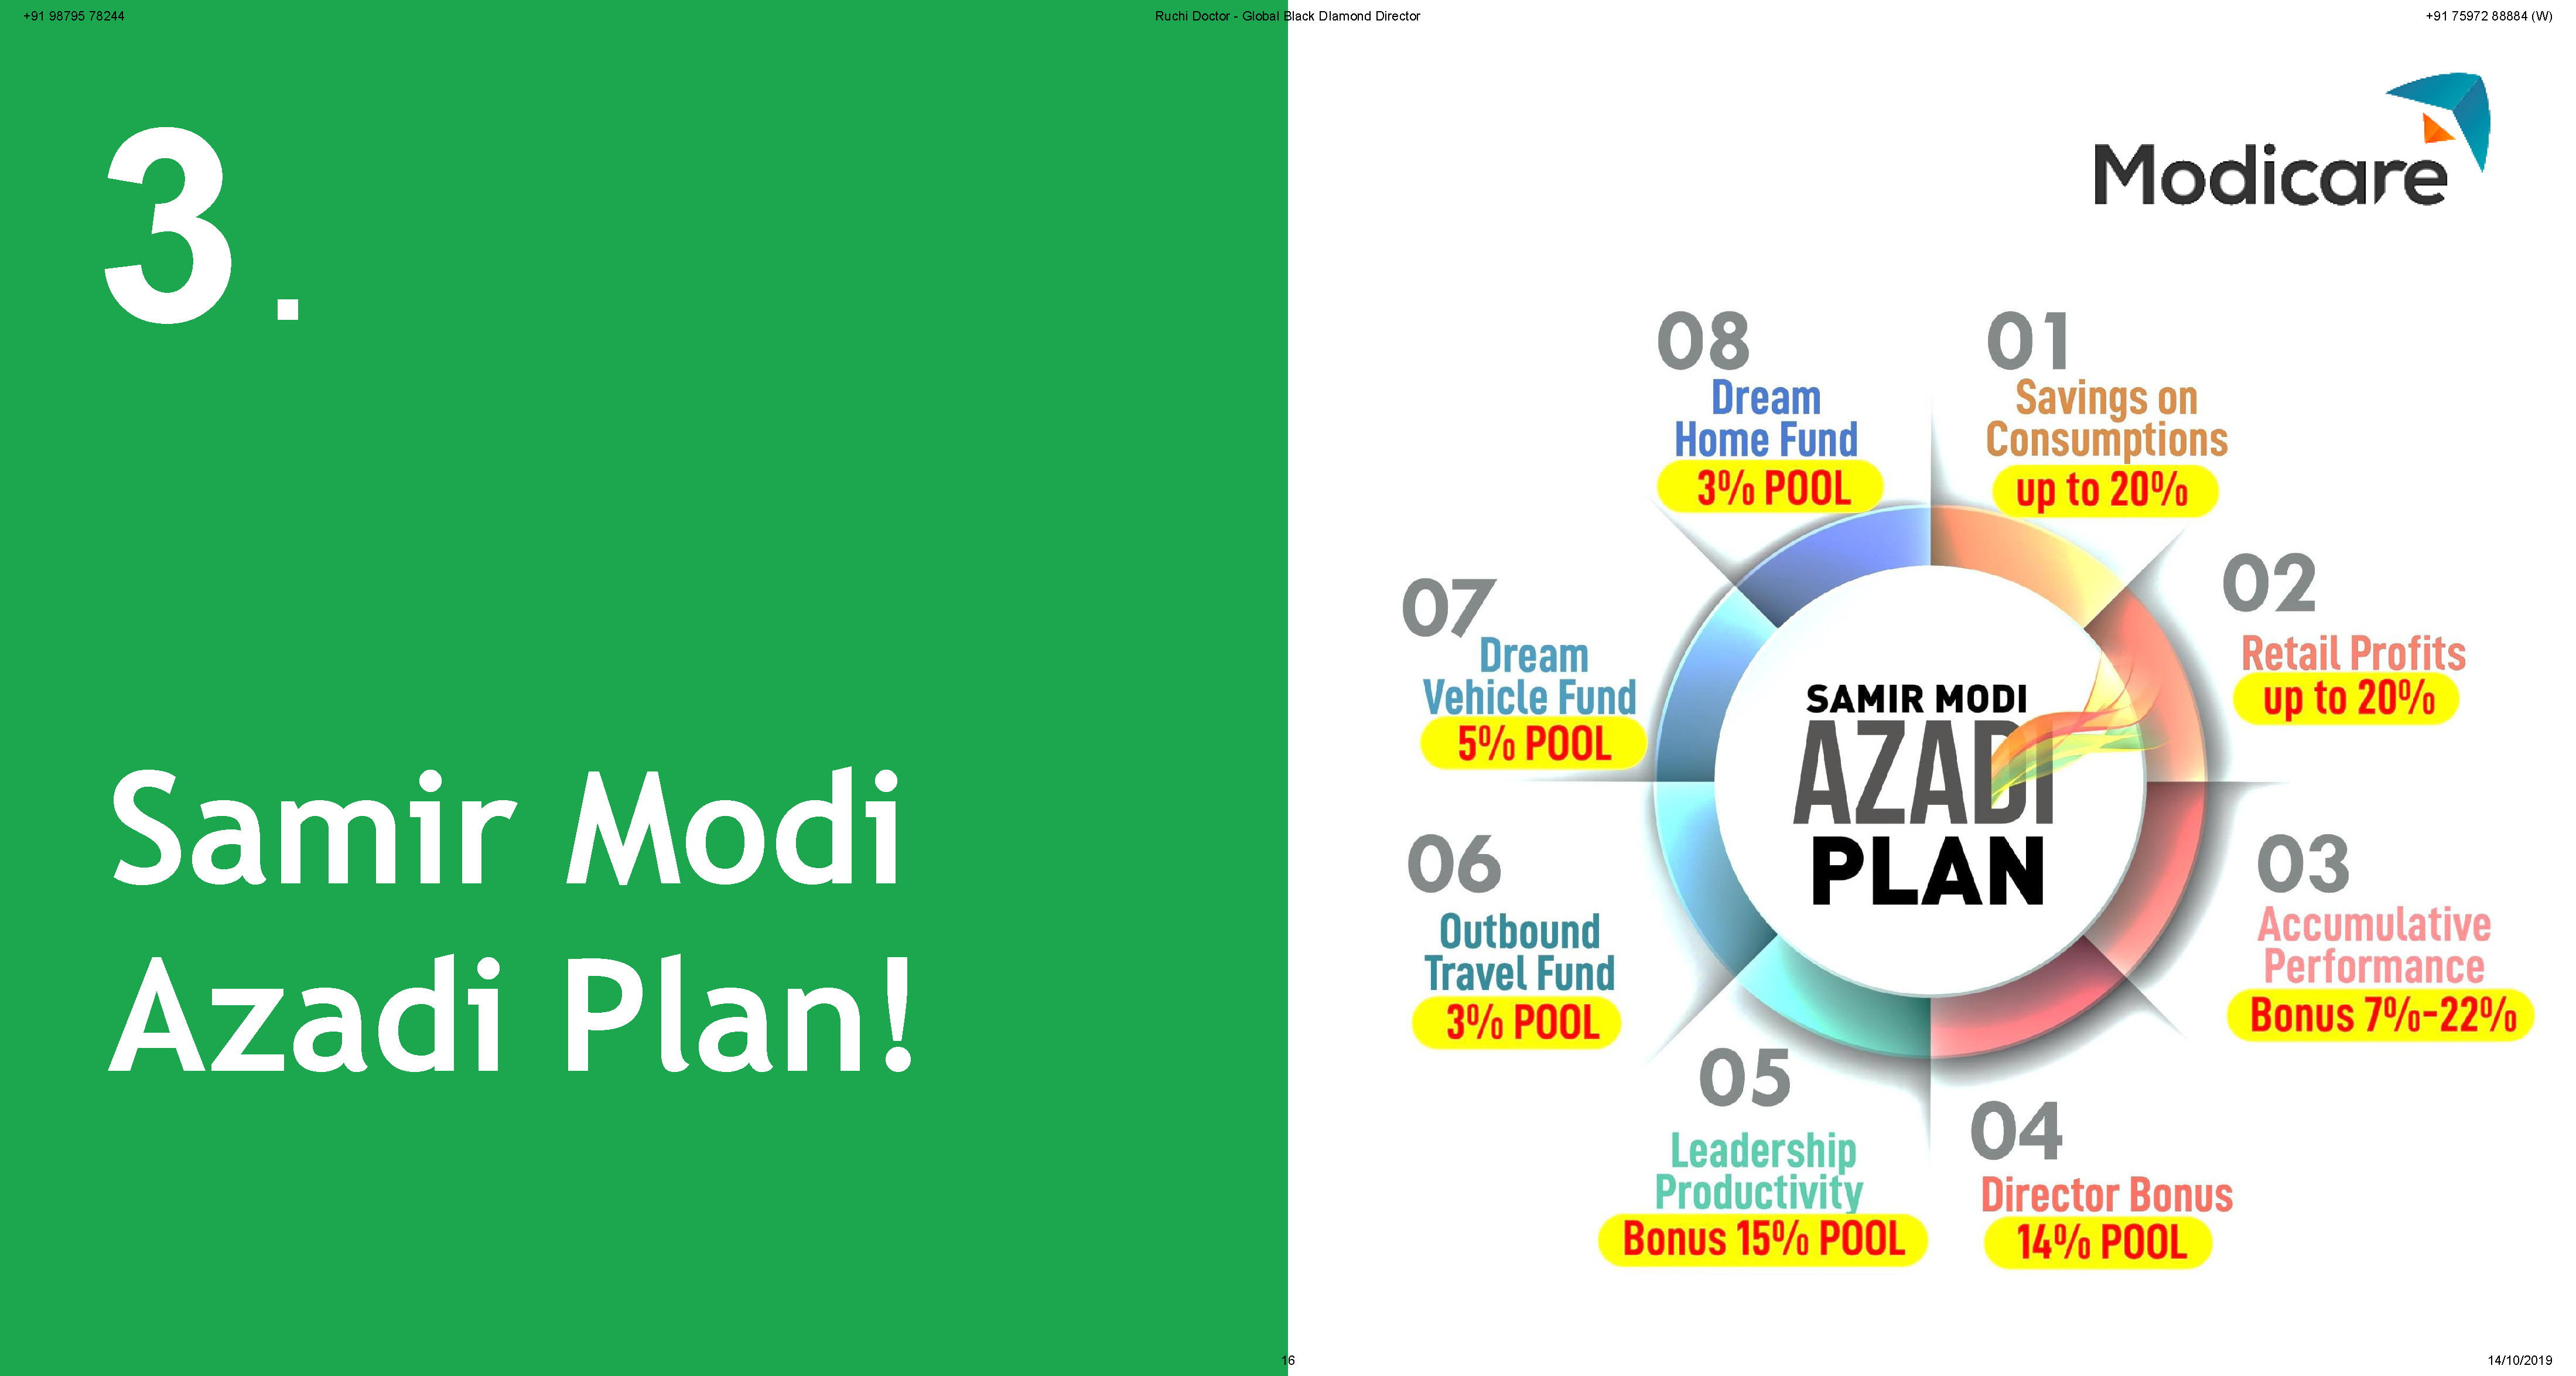 +91 98795 78244
Ruchi Doctor - Global Black DIamond Director
+91 75972 88884 (W)
3.
Samir Modi
Azadi Plan!
Modicare
SAMIR MODI
AZADI
PLAN
01
Savings on
Consumptions
up to 20%
02
Retail Profits
up to 20%
03
Accumulative
Performance
Bonus 7%-22%
04
Director Bonus
14% POOL
05
Leadership
Productivity
Bonus 15% POOL
06
Outbound
Travel Fund
3% POOL
07
Dream
Vehicle Fund
5% POOL
08
Dream
Home Fund
3% POOL
16
14/10/2019